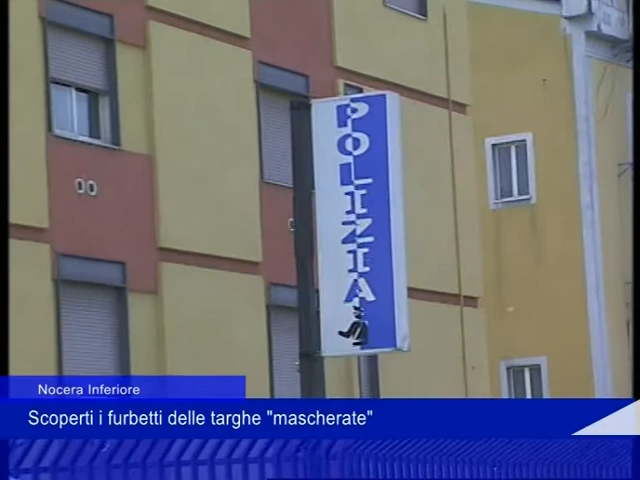 POLIZIA
Nocera Inferiore
Scoperti i furbetti delle targhe "mascherate"